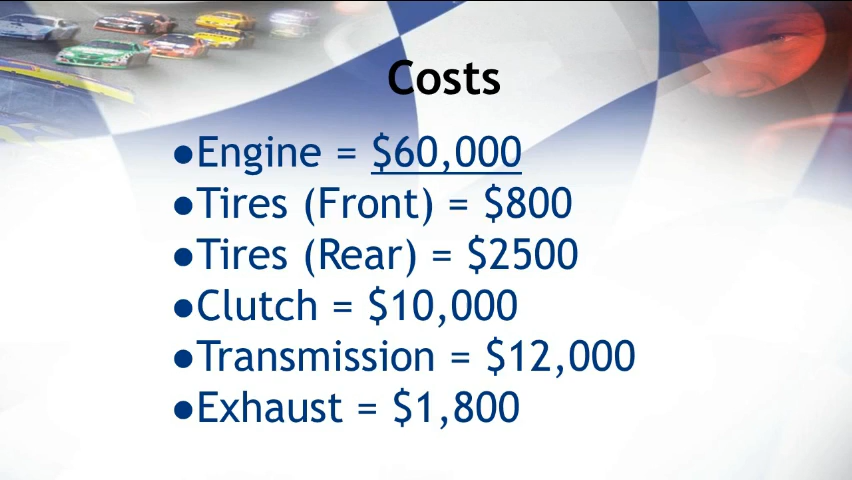 Costs
●Engine = $60,000
●Tires (Front) = $800
●Tires (Rear) = $2500
●Clutch = $10,000
●Transmission = $12,000
●Exhaust = $1,800